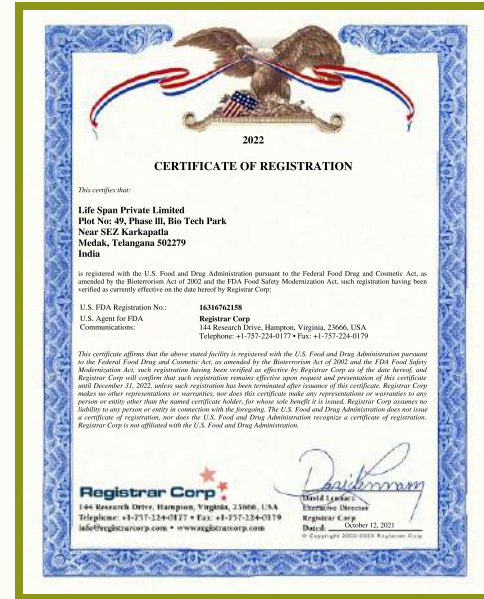 2022
CERTIFICATE OF REGISTRATION
This certifies that:
Life Span Private Limited
Plot No: 49, Phase lll, Bio Tech Park
Near SEZ Karkapatla
Medak, Telangana 502279
India
is registered with the U.S. Food and Drug Administration pursuant to the Federal Food Drug and Cosmetic Act, as
amended by the Bioterrorism Act of 2002 and the FDA Food Safety Modernization Act, such registration having been
verified as currently effective on the date hereof by Registrar Corp:
U.S. FDA Registration No.: 16316762158
U.S. Agent for FDA Registrar Corp
Communications: 144 Research Drive, Hampton, Virginia, 23666, USA
Telephone: +1-757-224-0177 • Fax: +1-757-224-0179
This certificate affirms that the above stated facility is registered with the U.S. Food and Drug Administration pursuant
to the Federal Food Drug and Cosmetic Act, as amended by the Bioterrorism Act of 2002 and the FDA Food Safety
Modernization Act, such registration having been verified as effective by Registrar Corp as of the date hereof, and
Registrar Corp will confirm that such registration remains effective upon request and presentation of this certificate
until December 31, 2022, unless such registration has been terminated after issuance of this certificate. Registrar Corp
makes no other representations or warranties, nor does this certificate make any representations or warranties to any
person or entity other than the named certificate holder, for whose sole benefit it is issued. Registrar Corp assumes no
liability to any person or entity in connection with the foregoing. The U.S. Food and Drug Administration does not issue
a certificate of registration, nor does the U.S. Food and Drug Administration recognize a certificate of registration.
Registrar Corp is not affiliated with the U.S. Food and Drug Administration.
Registrar Corp
144 Research Drive, Hampton, Virginia, 23666, USA
Telephone: +1-757-224-0177 • Fax: +1-757-224-0179
info@registrarcorp.com • www.registrarcorp.com
David Lennarz
Executive Director
Registrar Corp
Dated: October 12, 2021
© Copyright Registrar Corp